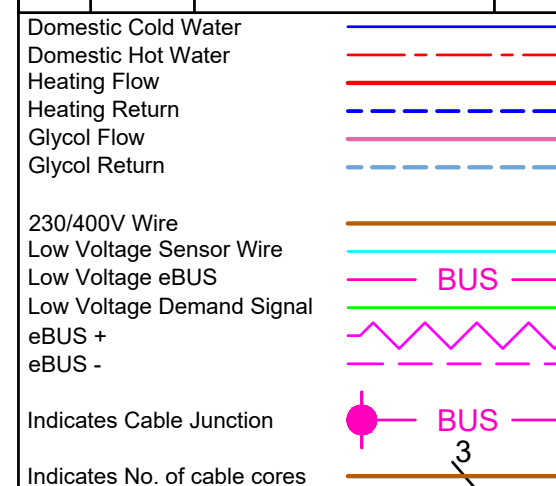 Domestic Cold Water
Domestic Hot Water
Heating Flow
Heating Return
Glycol Flow
Glycol Return
230/400V Wire
Low Voltage Sensor Wire
Low Voltage eBUS BUS
Low Voltage Demand Signal
eBUS +
eBUS -
Indicates Cable Junction BUS
3
Indicates No. of cable cores